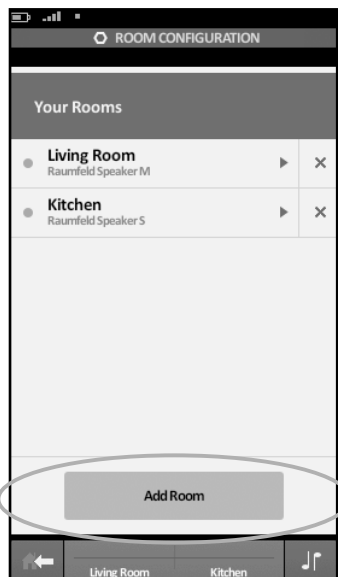 ROOM CONFIGURATION
Your Rooms
Living Room
Raumfeld Speaker M
Kitchen
Raumfeld Speaker S
Add Room
Living Room Kitchen